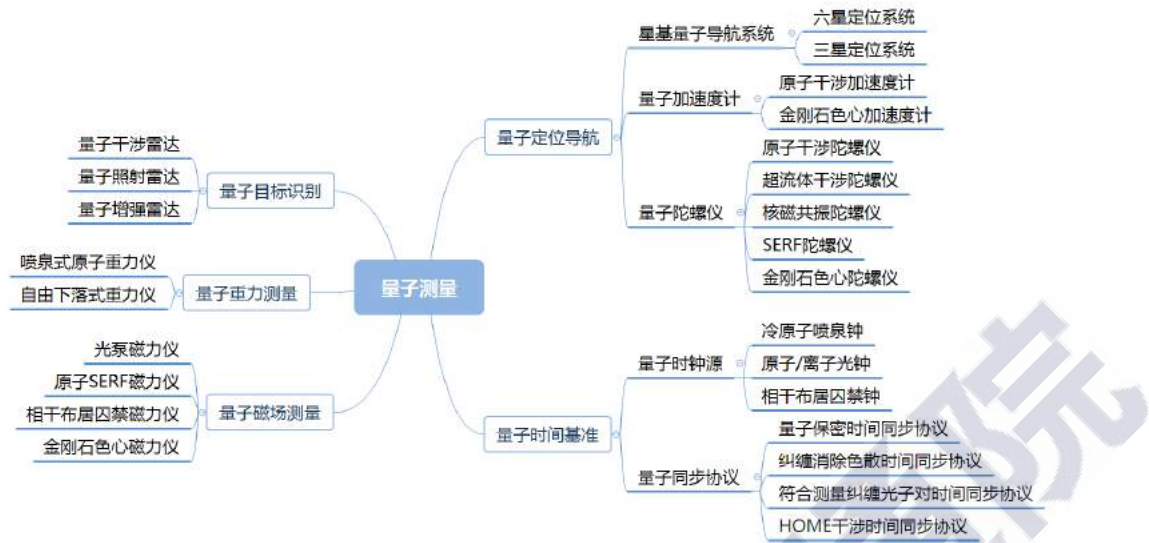 量子测量
量子定位导航
星基量子导航系统
六星定位系统
三星定位系统
量子加速度计
原子干涉加速度计
金刚石色心加速度计
量子陀螺仪
原子干涉陀螺仪
超流体干涉陀螺仪
核磁共振陀螺仪
SERF陀螺仪
金刚石色心陀螺仪
量子时间基准
量子时钟源
冷原子喷泉钟
原子/离子光钟
相干布居囚禁钟
量子同步协议
量子保密时间同步协议
纠缠消除色散时间同步协议
符合测量纠缠光子对时间同步协议
HOME干涉时间同步协议
量子目标识别
量子干涉雷达
量子照射雷达
量子增强雷达
量子重力测量
喷泉式原子重力仪
自由下落式重力仪
量子磁场测量
光泵磁力仪
原子SERF磁力仪
相干布居囚禁磁力仪
金刚石色心磁力仪
院